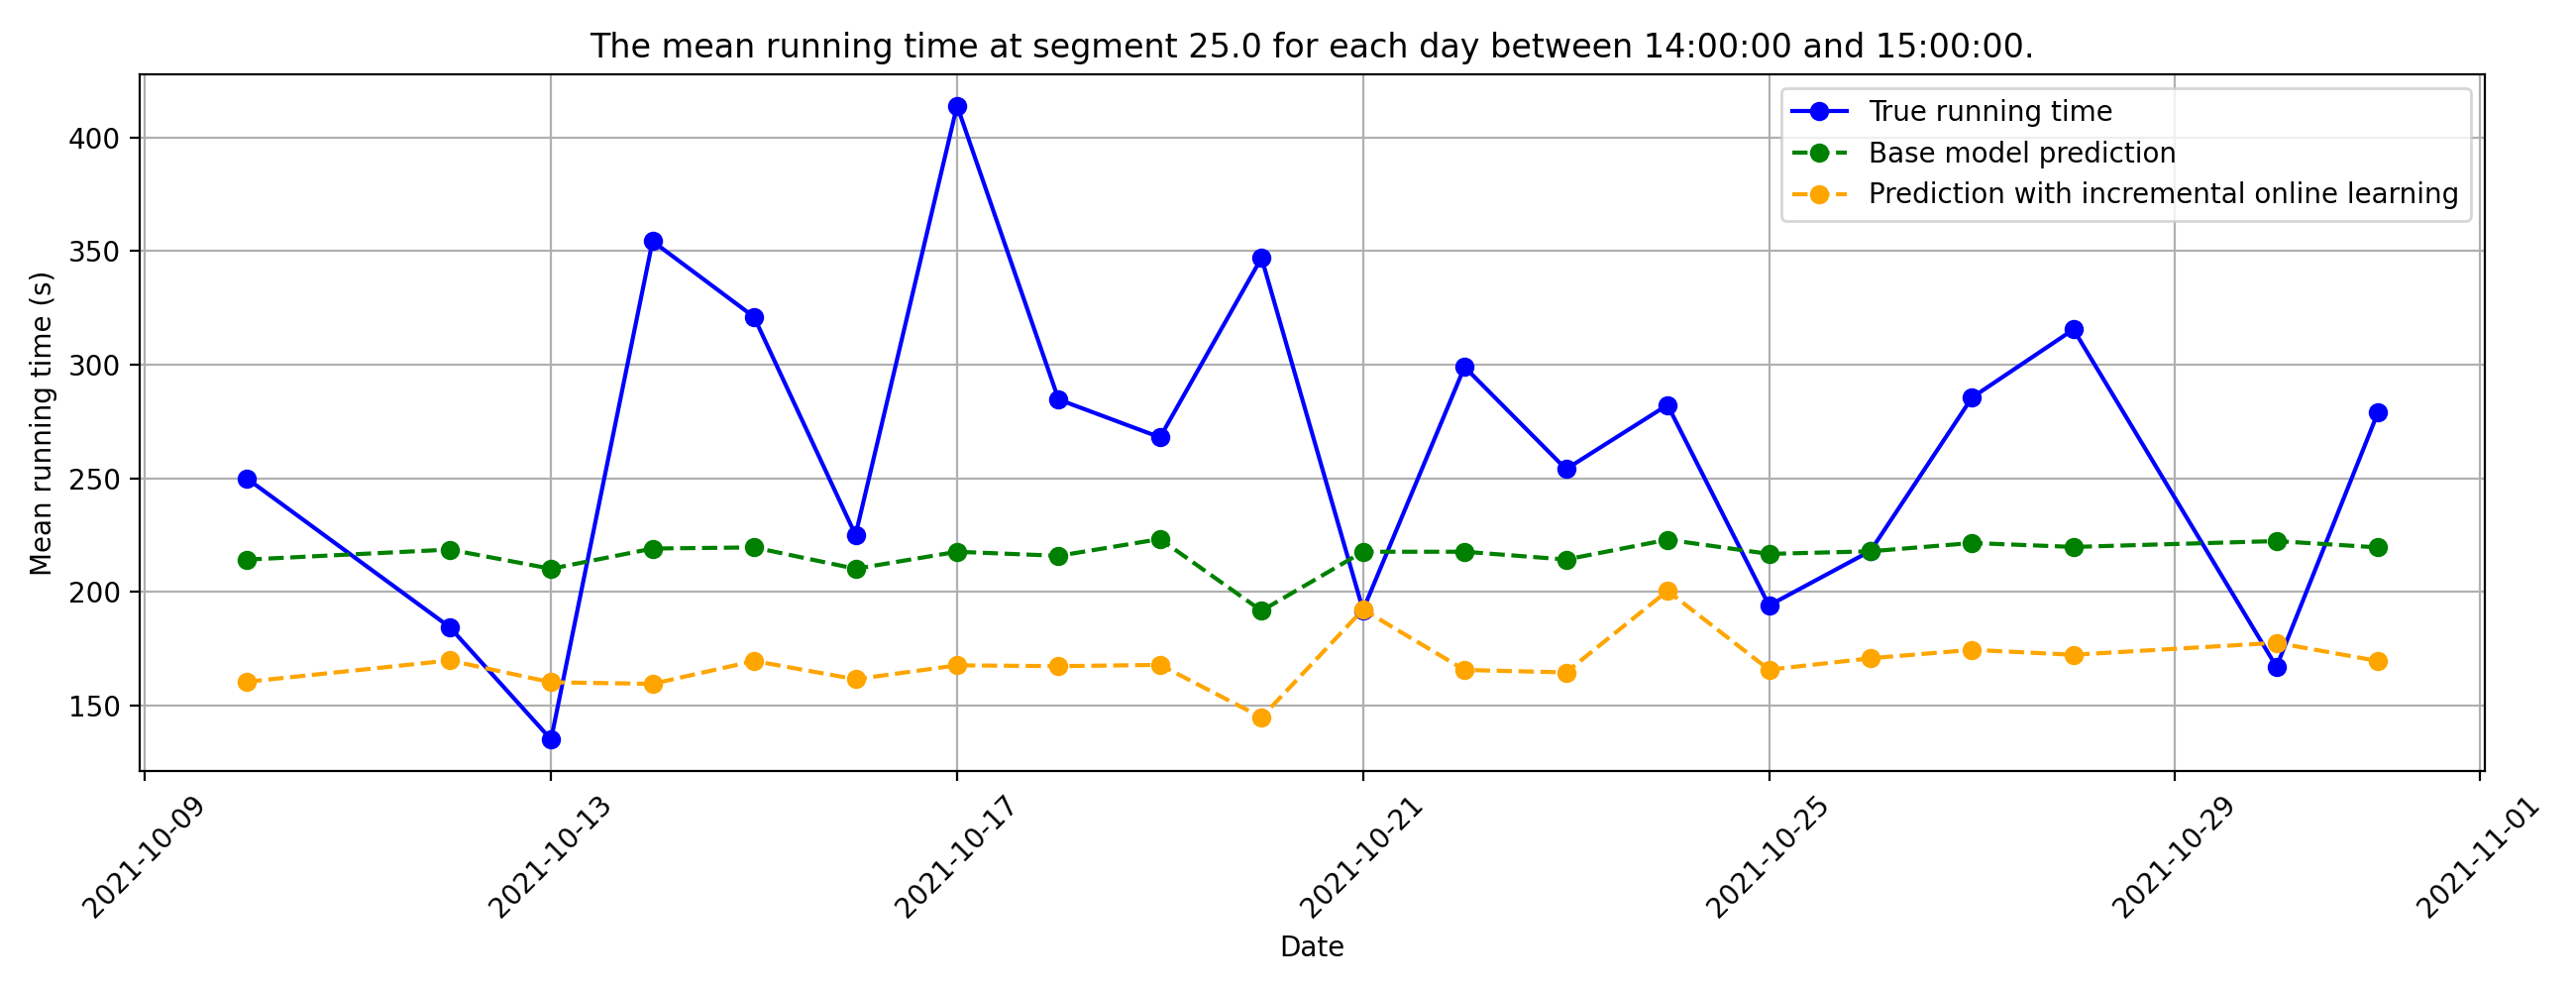 The mean running time at segment 25.0 for each day between 14:00:00 and 15:00:00.
True running time
Base model prediction
Prediction with incremental online learning
Mean running time (s)
400
350
300
250
200
150
2021-10-09
2021-10-13
2021-10-17
2021-10-21
2021-10-25
2021-10-29
2021-11-01
Date